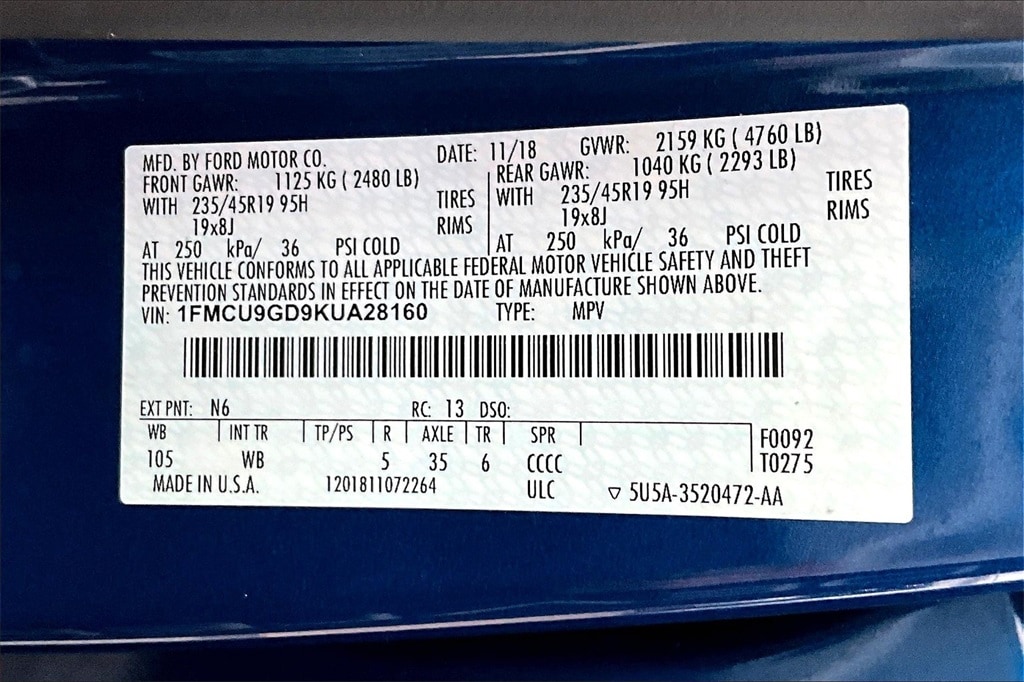 MFD. BY FORD MOTOR CO. DATE: 11/18 GVWR: 2159 KG ( 4760 LB)
FRONT GAWR: 1125 KG ( 2480 LB) REAR GAWR: 1040 KG ( 2293 LB)
WITH 235/45R19 95H TIRES WITH 235/45R19 95H TIRES
19x8J RIMS 19x8J RIMS
AT 250 kPa/ 36 PSI COLD AT 250 kPa/ 36 PSI COLD
THIS VEHICLE CONFORMS TO ALL APPLICABLE FEDERAL MOTOR VEHICLE SAFETY AND THEFT
PREVENTION STANDARDS IN EFFECT ON THE DATE OF MANUFACTURE SHOWN ABOVE.
VIN: 1FMCU9GD9KUA28160 TYPE: MPV
EXT PNT: N6 RC: 13 DSO:
WB INT TR TP/PS R AXLE TR SPR F0092
105 WB 5 35 6 CCCC T0275
MADE IN U.S.A. 1201811072264 ULC ▽ 5U5A-3520472-AA